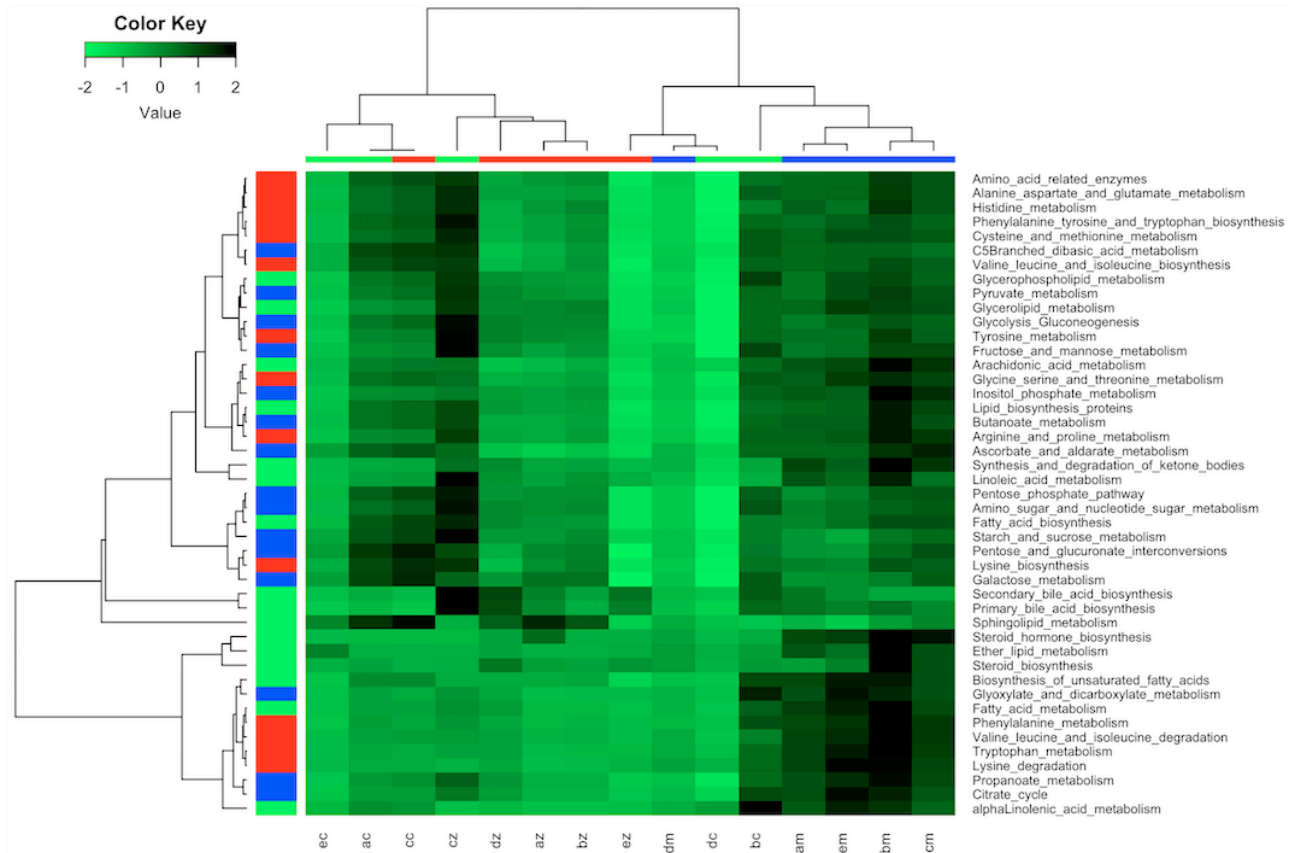 Color Key
-2 -1 0 1 2
Value
Amino_acid_related_enzymes
Alanine_aspartate_and_glutamate_metabolism
Histidine_metabolism
Phenylalanine_tyrosine_and_tryptophan_biosynthesis
Cysteine_and_methionine_metabolism
C5Branched_dibasic_acid_metabolism
Valine_leucine_and_isoleucine_biosynthesis
Glycerophospholipid_metabolism
Pyruvate_metabolism
Glycerolipid_metabolism
Glycolysis_Gluconeogenesis
Tyrosine_metabolism
Fructose_and_mannose_metabolism
Arachidonic_acid_metabolism
Glycine_serine_and_threonine_metabolism
Inositol_phosphate_metabolism
Lipid_biosynthesis_proteins
Butanoate_metabolism
Arginine_and_proline_metabolism
Ascorbate_and_aldarate_metabolism
Synthesis_and_degradation_of_ketone_bodies
Linoleic_acid_metabolism
Pentose_phosphate_pathway
Amino_sugar_and_nucleotide_sugar_metabolism
Fatty_acid_biosynthesis
Starch_and_sucrose_metabolism
Pentose_and_glucuronate_interconversions
Lysine_biosynthesis
Galactose_metabolism
Secondary_bile_acid_biosynthesis
Primary_bile_acid_biosynthesis
Sphingolipid_metabolism
Steroid_hormone_biosynthesis
Ether_lipid_metabolism
Steroid_biosynthesis
Biosynthesis_of_unsaturated_fatty_acids
Glyoxylate_and_dicarboxylate_metabolism
Fatty_acid_metabolism
Phenylalanine_metabolism
Valine_leucine_and_isoleucine_degradation
Tryptophan_metabolism
Lysine_degradation
Propanoate_metabolism
Citrate_cycle
alphaLinolenic_acid_metabolism
ec ac cc cz dz az bz ez dm dc bc am em bm cm